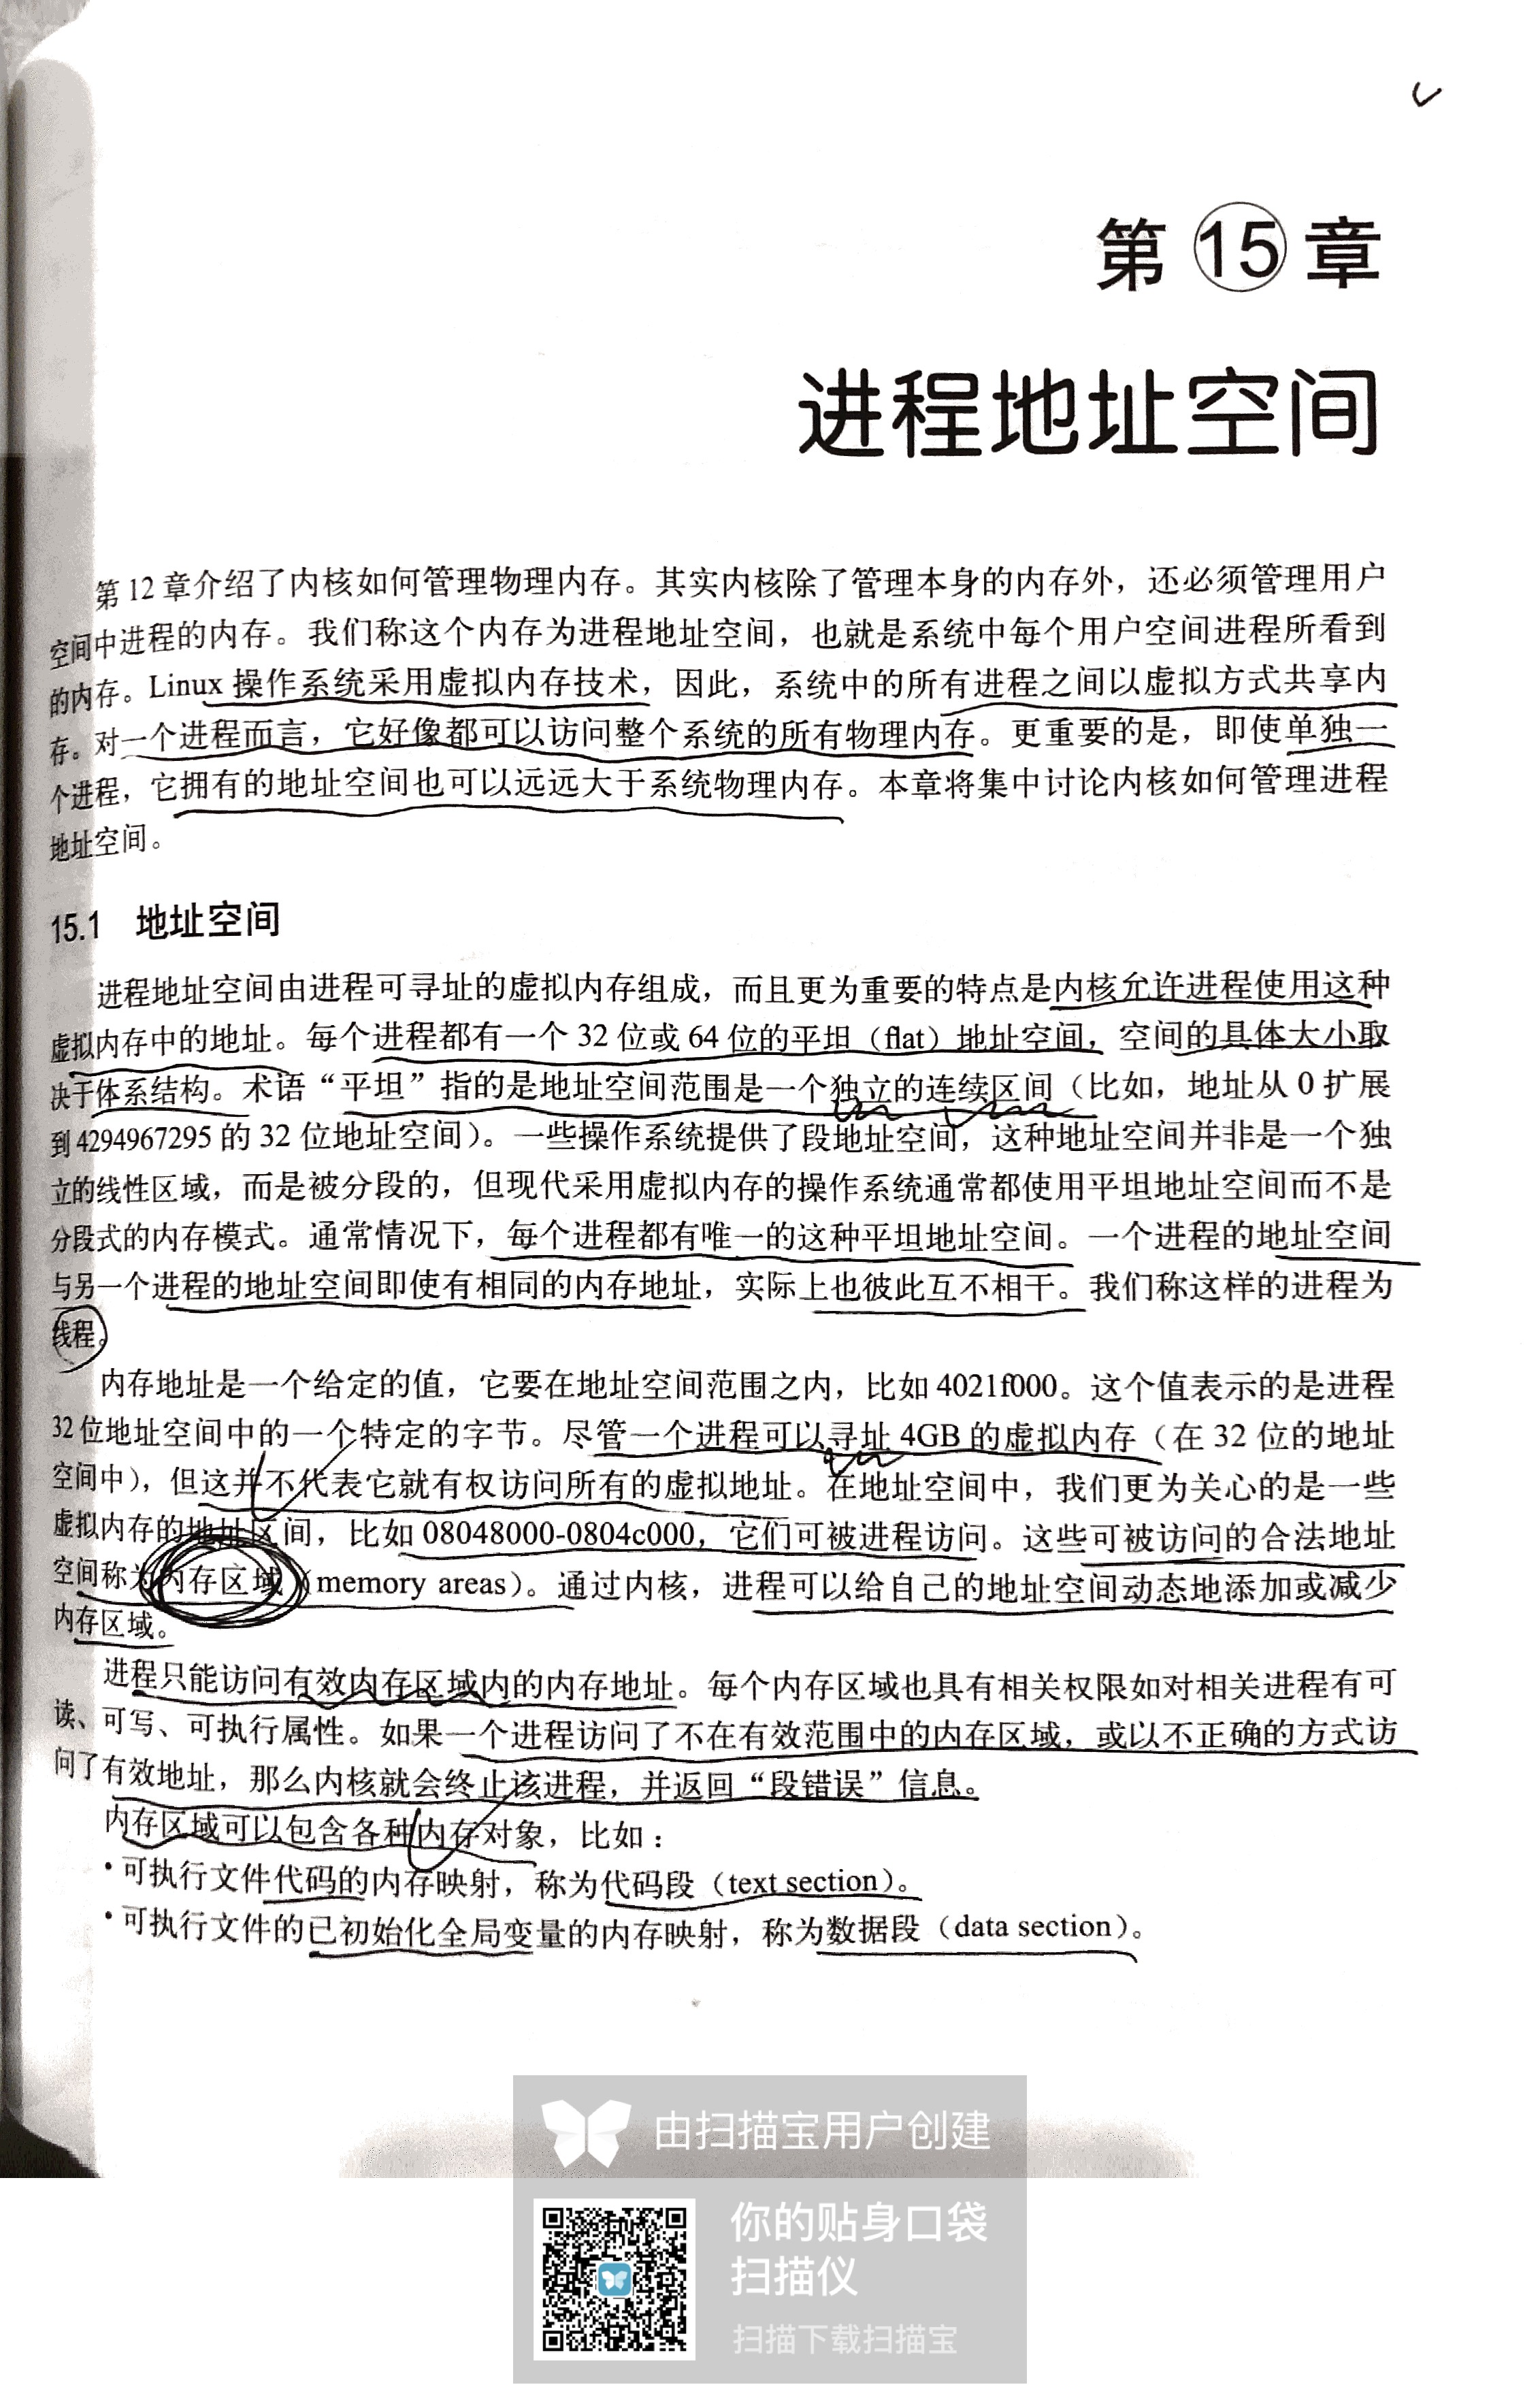 第15章
进程地址空间
第12章介绍了内核如何管理物理内存。其实内核除了管理本身的内存外，还必须管理用户
空间中进程的内存。我们称这个内存为进程地址空间，也就是系统中每个用户空间进程所看到
的内存。Linux 操作系统采用虚拟内存技术，因此，系统中的所有进程之间以虚拟方式共享内
存。对一个进程而言，它好像都可以访问整个系统的所有物理内存。更重要的是，即使单独一
个进程，它拥有的地址空间也可以远远大于系统物理内存。本章将集中讨论内核如何管理进程
地址空间。
15.1 地址空间
进程地址空间由进程可寻址的虚拟内存组成，而且更为重要的特点是内核允许进程使用这种
虚拟内存中的地址。每个进程都有一个 32 位或 64 位的平坦（flat）地址空间，空间的具体大小取
决于体系结构。术语“平坦”指的是地址空间范围是一个独立的连续区间（比如，地址从 0 扩展
到 4294967295 的 32 位地址空间）。一些操作系统提供了段地址空间，这种地址空间并非是一个独
立的线性区域，而是被分段的，但现代采用虚拟内存的操作系统通常都使用平坦地址空间而不是
分段式的内存模式。通常情况下，每个进程都有唯一的这种平坦地址空间。一个进程的地址空间
与另一个进程的地址空间即使有相同的内存地址，实际上也彼此互不相干。我们称这样的进程为
线程。
内存地址是一个给定的值，它要在地址空间范围之内，比如 4021f000。这个值表示的是进程
32 位地址空间中的一个特定的字节。尽管一个进程可以寻址 4GB 的虚拟内存（在 32 位的地址
空间中），但这并不代表它就有权访问所有的虚拟地址。在地址空间中，我们更为关心的是一些
虚拟内存的地址区间，比如 08048000-0804c000，它们可被进程访问。这些可被访问的合法地址
空间称为内存区域（memory areas）。通过内核，进程可以给自己的地址空间动态地添加或减少
内存区域。
进程只能访问有效内存区域内的内存地址。每个内存区域也具有相关权限如对相关进程有可
读、可写、可执行属性。如果一个进程访问了不在有效范围中的内存区域，或以不正确的方式访
问了有效地址，那么内核就会终止该进程，并返回“段错误”信息。
内存区域可以包含各种内存对象，比如：
• 可执行文件代码的内存映射，称为代码段（text section）。
• 可执行文件的已初始化全局变量的内存映射，称为数据段（data section）。
由扫描宝用户创建
你的贴身口袋
扫描仪
扫描下载扫描宝